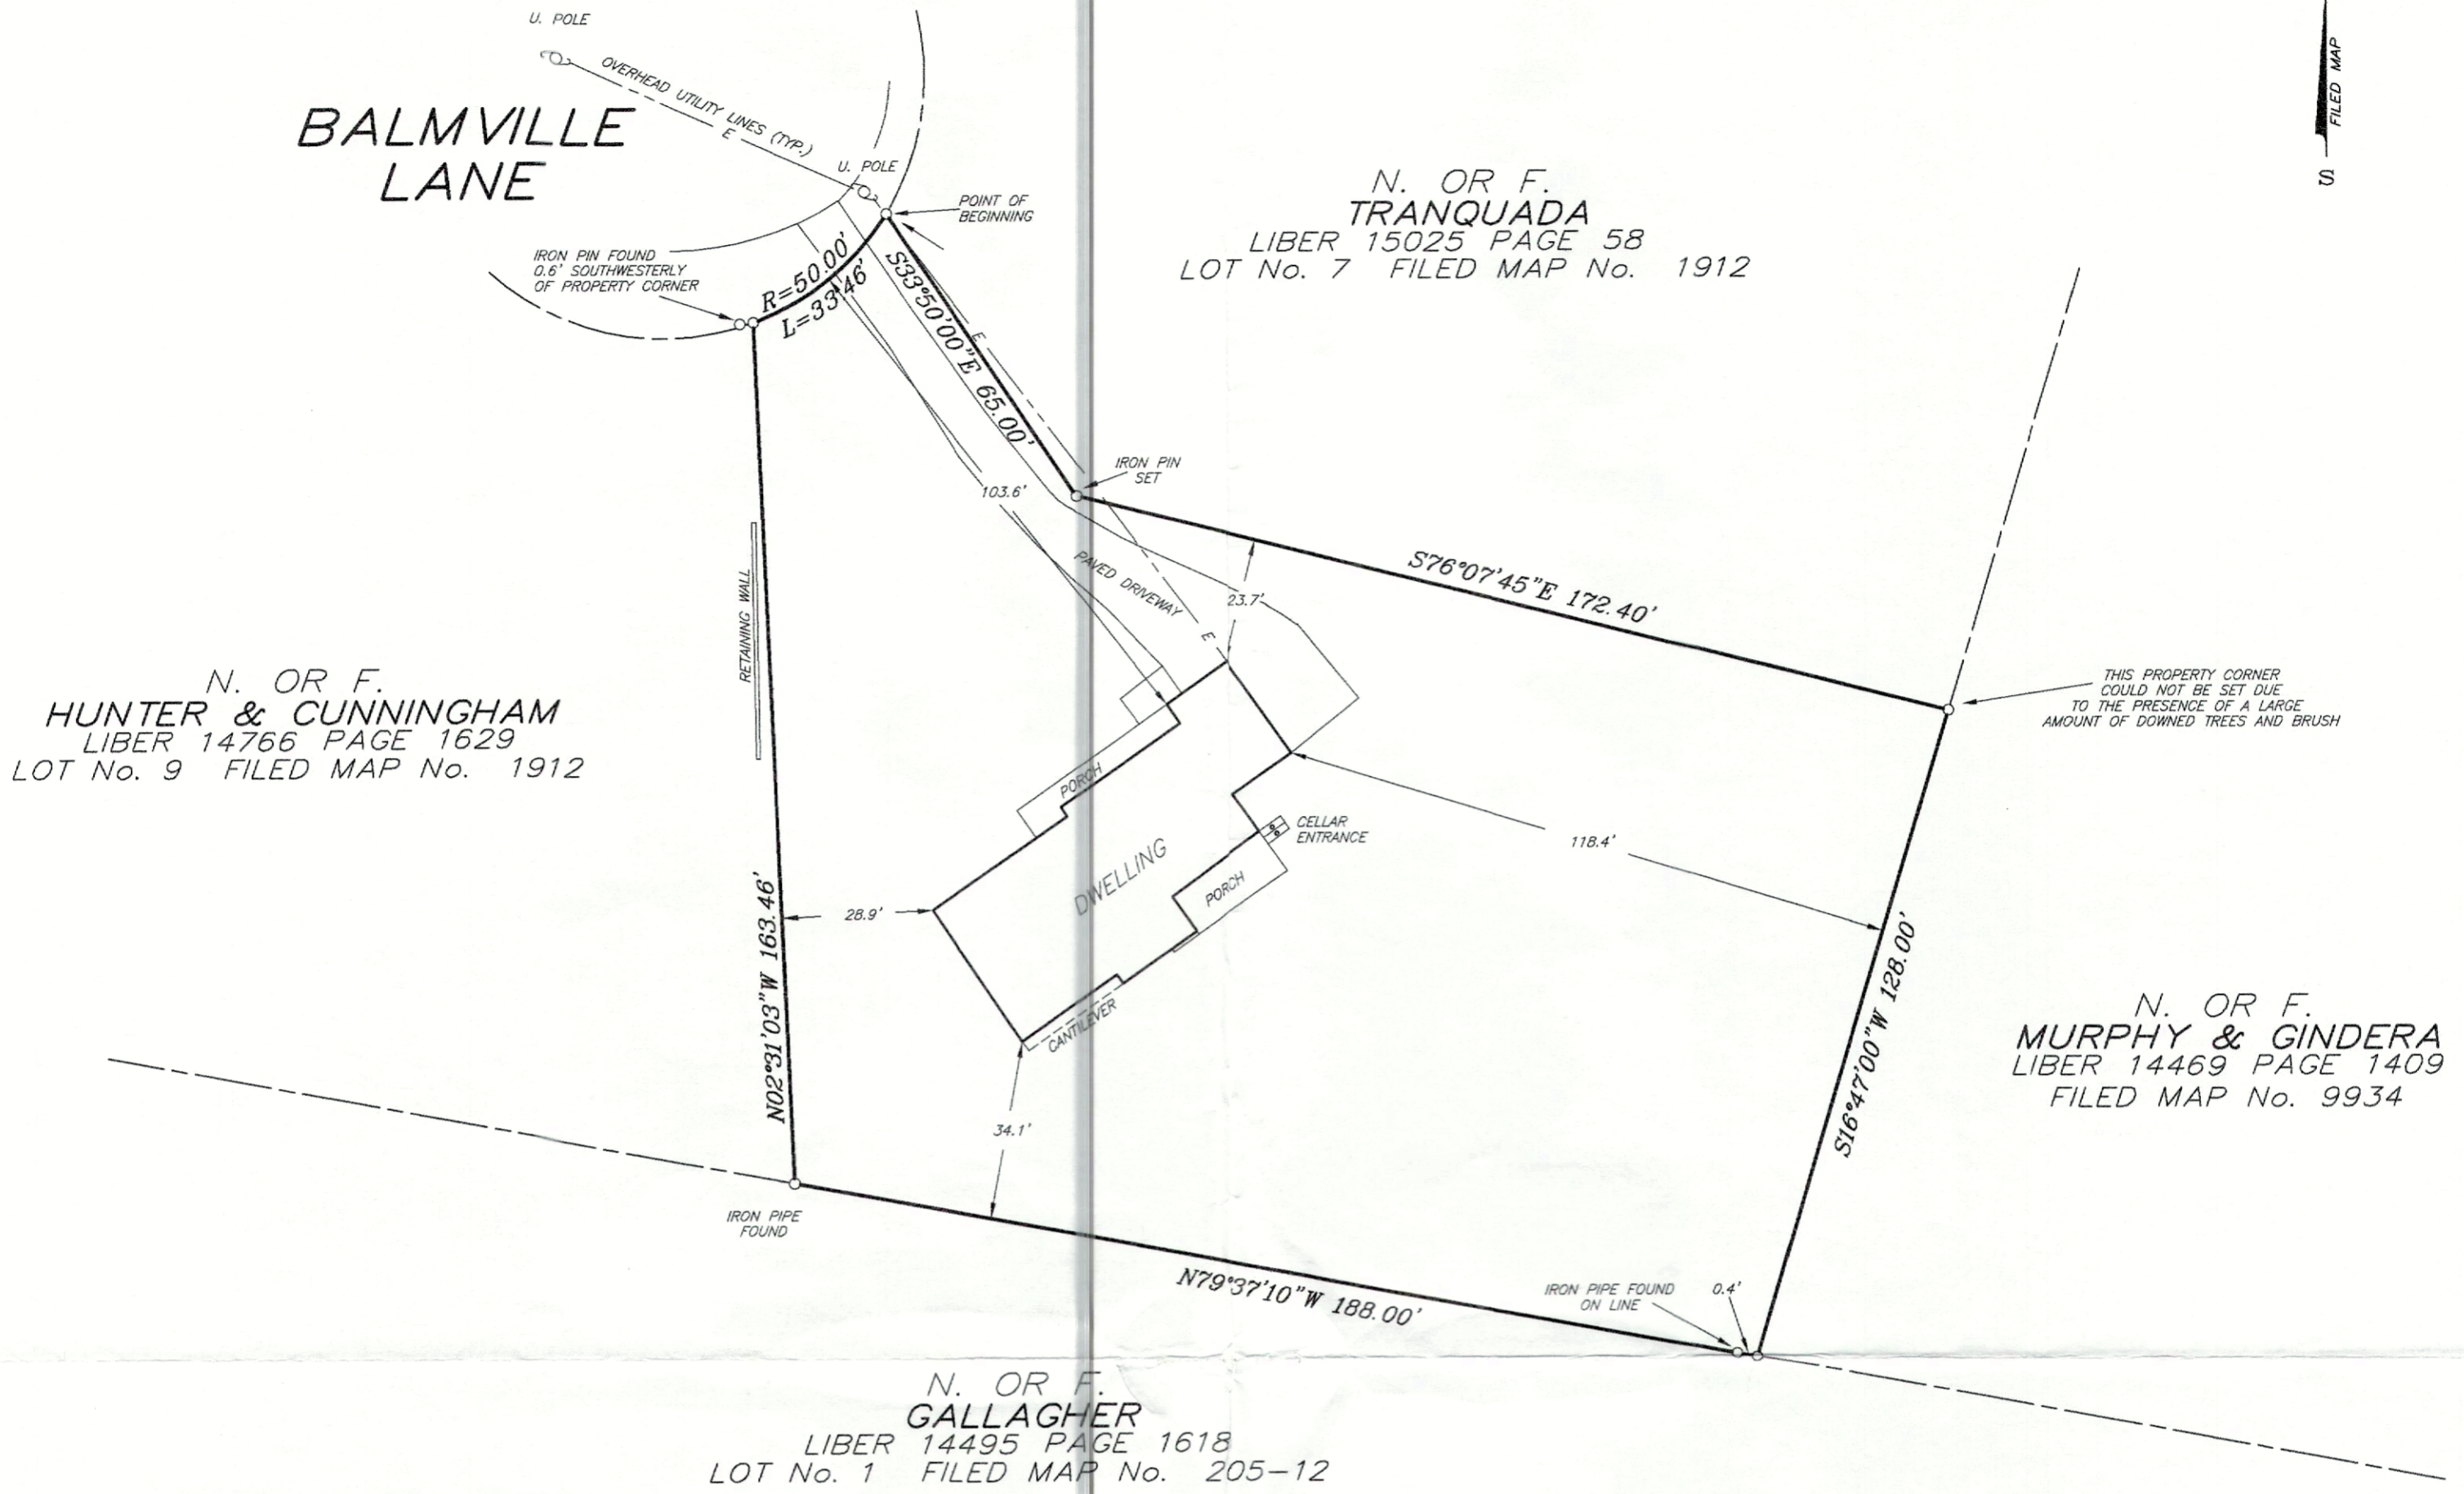 U. POLE
OVERHEAD UTILITY LINES (TYP.)
E
BALMVILLE
LANE
U. POLE
POINT OF
BEGINNING
IRON PIN FOUND
0.6' SOUTHWESTERLY
OF PROPERTY CORNER
R=50.00'
L=33.46'
S33°50'00"E 65.00'
E
N. OR F.
TRANQUADA
LIBER 15025 PAGE 58
LOT No. 7 FILED MAP No. 1912
FILED MAP
S
IRON PIN
SET
103.6'
PAVED DRIVEWAY
E
23.7'
S76°07'45"E 172.40'
RETAINING WALL
N. OR F.
HUNTER & CUNNINGHAM
LIBER 14766 PAGE 1629
LOT No. 9 FILED MAP No. 1912
THIS PROPERTY CORNER
COULD NOT BE SET DUE
TO THE PRESENCE OF A LARGE
AMOUNT OF DOWNED TREES AND BRUSH
PORCH
CELLAR
ENTRANCE
118.4'
DWELLING
PORCH
28.9'
N02°31'03"W 163.46'
CANTILEVER
34.1'
S16°47'00"W 128.00'
N. OR F.
MURPHY & GINDERA
LIBER 14469 PAGE 1409
FILED MAP No. 9934
IRON PIPE
FOUND
N79°37'10"W 188.00'
IRON PIPE FOUND
ON LINE
0.4'
N. OR F.
GALLAGHER
LIBER 14495 PAGE 1618
LOT No. 1 FILED MAP No. 205-12